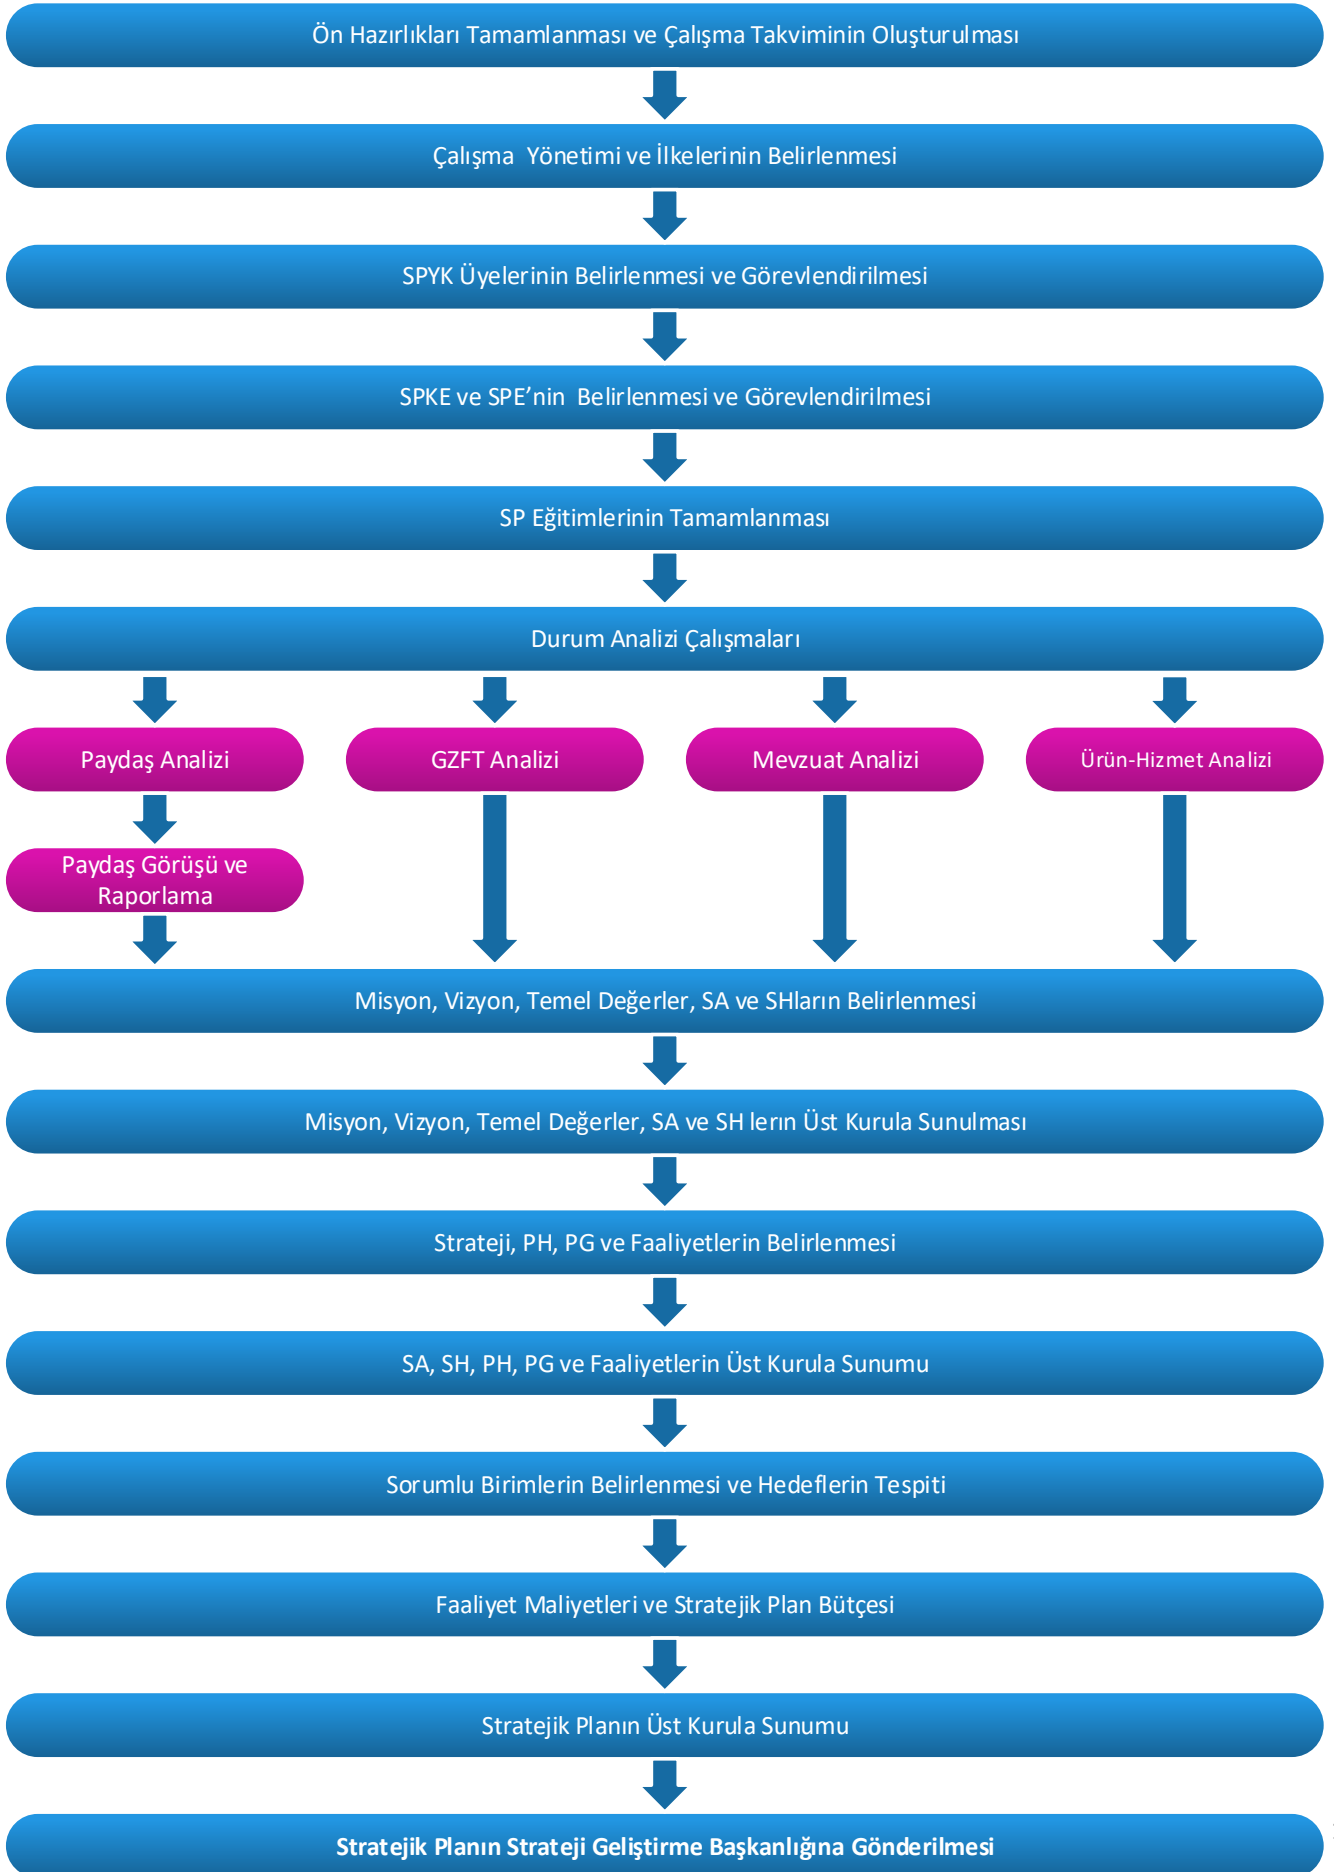 Ön Hazırlıkları Tamamlanması ve Çalışma Takviminin Oluşturulması
Çalışma  Yönetimi ve İlkelerinin Belirlenmesi
SPYK Üyelerinin Belirlenmesi ve Görevlendirilmesi
SPKE ve SPE’nin  Belirlenmesi ve Görevlendirilmesi
SP Eğitimlerinin Tamamlanması
Durum Analizi Çalışmaları
Paydaş Analizi
GZFT Analizi
Mevzuat Analizi
Ürün-Hizmet Analizi
Paydaş Görüşü ve
Raporlama
Misyon, Vizyon, Temel Değerler, SA ve SHların Belirlenmesi
Misyon, Vizyon, Temel Değerler, SA ve SH lerın Üst Kurula Sunulması
Strateji, PH, PG ve Faaliyetlerin Belirlenmesi
SA, SH, PH, PG ve Faaliyetlerin Üst Kurula Sunumu
Sorumlu Birimlerin Belirlenmesi ve Hedeflerin Tespiti
Faaliyet Maliyetleri ve Stratejik Plan Bütçesi
Stratejik Planın Üst Kurula Sunumu
Stratejik Planın Strateji Geliştirme Başkanlığına Gönderilmesi